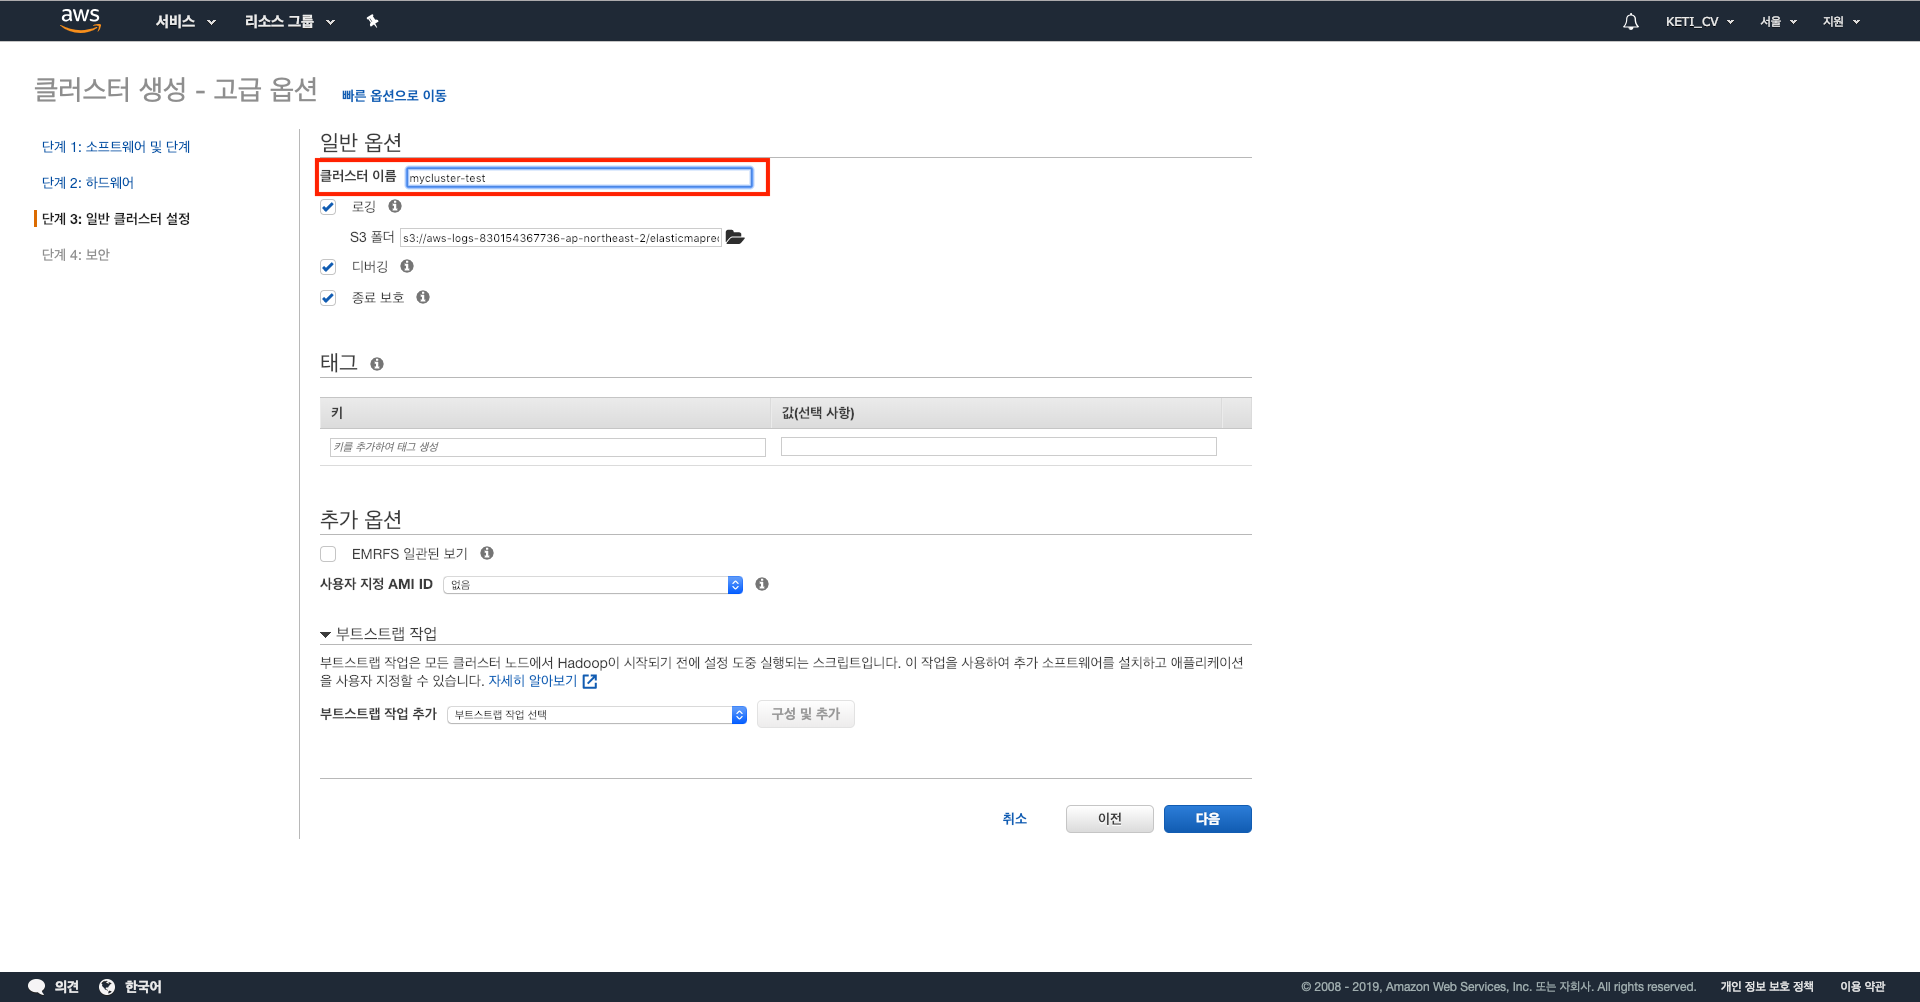 aws 서비스 리소스 그룹 KETI_CV 서울 지원
클러스터 생성 - 고급 옵션 빠른 옵션으로 이동
단계 1: 소프트웨어 및 단계
단계 2: 하드웨어
단계 3: 일반 클러스터 설정
단계 4: 보안
일반 옵션
클러스터 이름 mycluster-test
로깅
S3 폴더 s3://aws-logs-830154367736-ap-northeast-2/elasticmapred
디버깅
종료 보호
태그
키 값(선택 사항)
키를 추가하여 태그 생성
추가 옵션
EMRFS 일관된 보기
사용자 지정 AMI ID 없음
부트스트랩 작업
부트스트랩 작업은 모든 클러스터 노드에서 Hadoop이 시작되기 전에 설정 도중 실행되는 스크립트입니다. 이 작업을 사용하여 추가 소프트웨어를 설치하고 애플리케이션
을 사용자 지정할 수 있습니다. 자세히 알아보기
부트스트랩 작업 추가 부트스트랩 작업 선택 구성 및 추가
취소 이전 다음
의견 한국어 © 2008 - 2019, Amazon Web Services, Inc. 또는 자회사. All rights reserved. 개인 정보 보호 정책 이용 약관